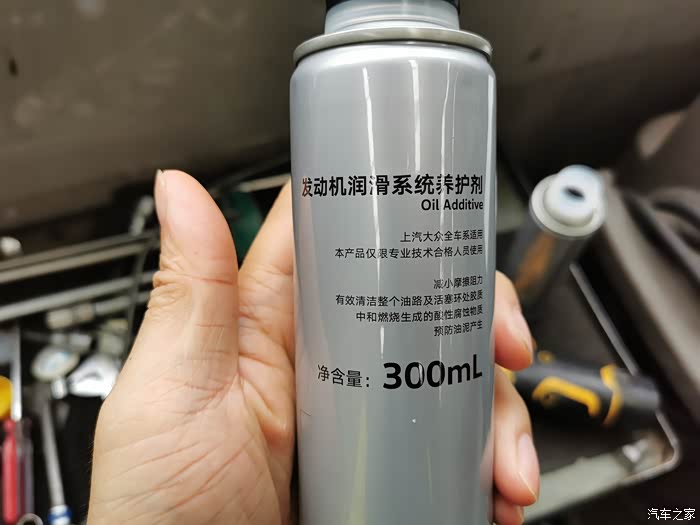 发动机润滑系统养护剂
Oil Additive
上汽大众全车系适用
本产品仅限专业技术合格人员使用
减小摩擦阻力
有效清洁整个油路及活塞环处胶质
中和燃烧生成的酸性腐蚀物质
预防油泥产生
净含量：300mL
汽车之家